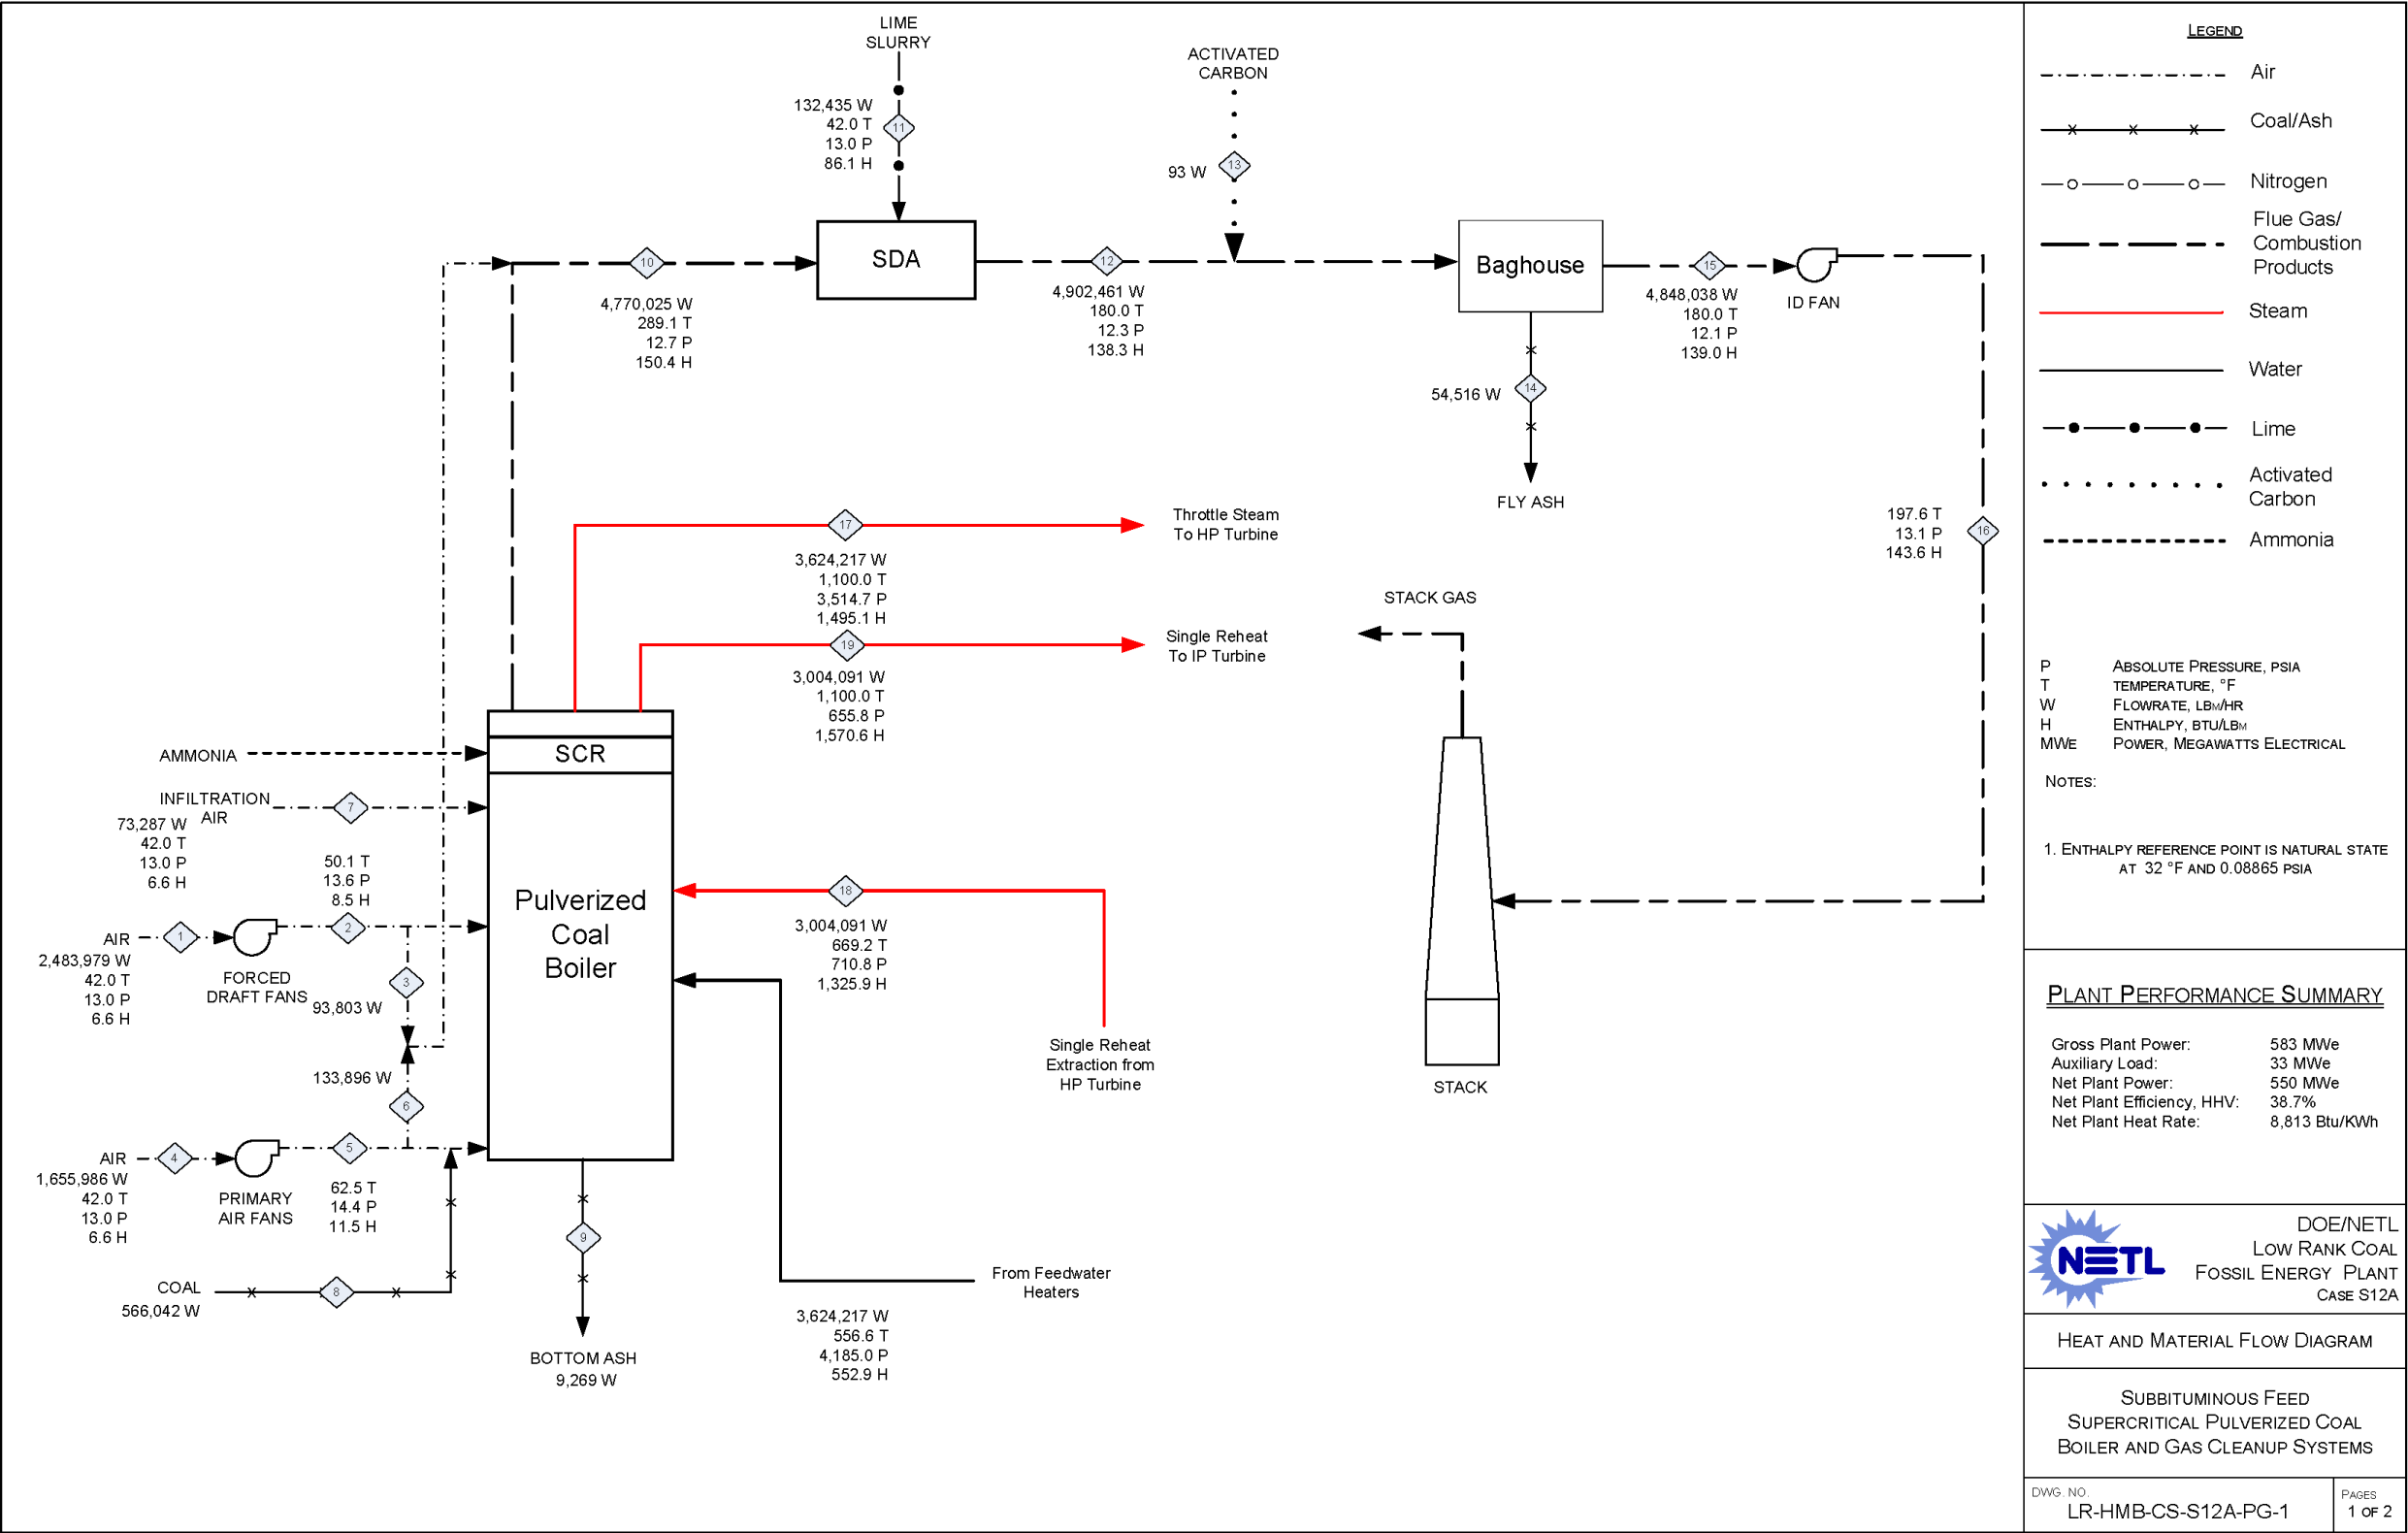 LIME
SLURRY
132,435 W
42.0 T
13.0 P
86.1 H
11
ACTIVATED
CARBON
93 W
13
10
4,770,025 W
289.1 T
12.7 P
150.4 H
SDA
12
4,902,461 W
180.0 T
12.3 P
138.3 H
Baghouse
15
4,848,038 W
180.0 T
12.1 P
139.0 H
ID FAN
54,516 W
14
FLY ASH
197.6 T
13.1 P
143.6 H
16
17
3,624,217 W
1,100.0 T
3,514.7 P
1,495.1 H
Throttle Steam
To HP Turbine
19
3,004,091 W
1,100.0 T
655.8 P
1,570.6 H
Single Reheat
To IP Turbine
STACK GAS
STACK
AMMONIA
SCR
INFILTRATION
AIR
7
73,287 W
42.0 T
13.0 P
6.6 H
50.1 T
13.6 P
8.5 H
2
AIR
1
2,483,979 W
42.0 T
13.0 P
6.6 H
FORCED
DRAFT FANS
3
93,803 W
Pulverized
Coal
Boiler
18
3,004,091 W
669.2 T
710.8 P
1,325.9 H
Single Reheat
Extraction from
HP Turbine
133,896 W
6
AIR
4
1,655,986 W
42.0 T
13.0 P
6.6 H
PRIMARY
AIR FANS
5
62.5 T
14.4 P
11.5 H
COAL
8
566,042 W
9
BOTTOM ASH
9,269 W
From Feedwater
Heaters
3,624,217 W
556.6 T
4,185.0 P
552.9 H
LEGEND
Air
Coal/Ash
Nitrogen
Flue Gas/
Combustion
Products
Steam
Water
Lime
Activated
Carbon
Ammonia
P ABSOLUTE PRESSURE, PSIA
T TEMPERATURE, °F
W FLOWRATE, LBM/HR
H ENTHALPY, BTU/LBM
MWE POWER, MEGAWATTS ELECTRICAL
NOTES:
1. ENTHALPY REFERENCE POINT IS NATURAL STATE
AT 32 °F AND 0.08865 PSIA
PLANT PERFORMANCE SUMMARY
Gross Plant Power: 583 MWe
Auxiliary Load: 33 MWe
Net Plant Power: 550 MWe
Net Plant Efficiency, HHV: 38.7%
Net Plant Heat Rate: 8,813 Btu/KWh
NETL
DOE/NETL
LOW RANK COAL
FOSSIL ENERGY PLANT
CASE S12A
HEAT AND MATERIAL FLOW DIAGRAM
SUBBITUMINOUS FEED
SUPERCRITICAL PULVERIZED COAL
BOILER AND GAS CLEANUP SYSTEMS
DWG. NO.
LR-HMB-CS-S12A-PG-1
PAGES
1 OF 2